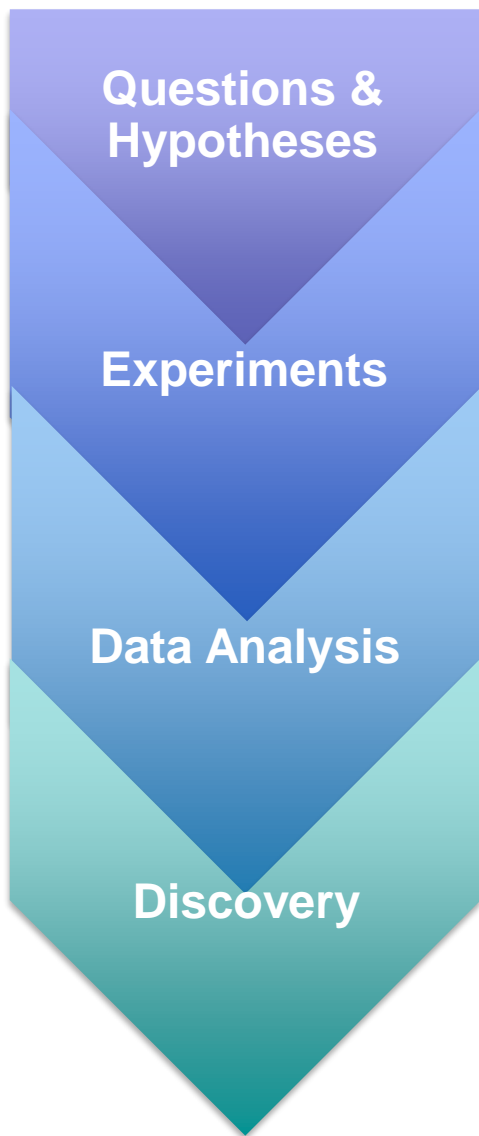 Questions &
Hypotheses
Experiments
Data Analysis
Discovery